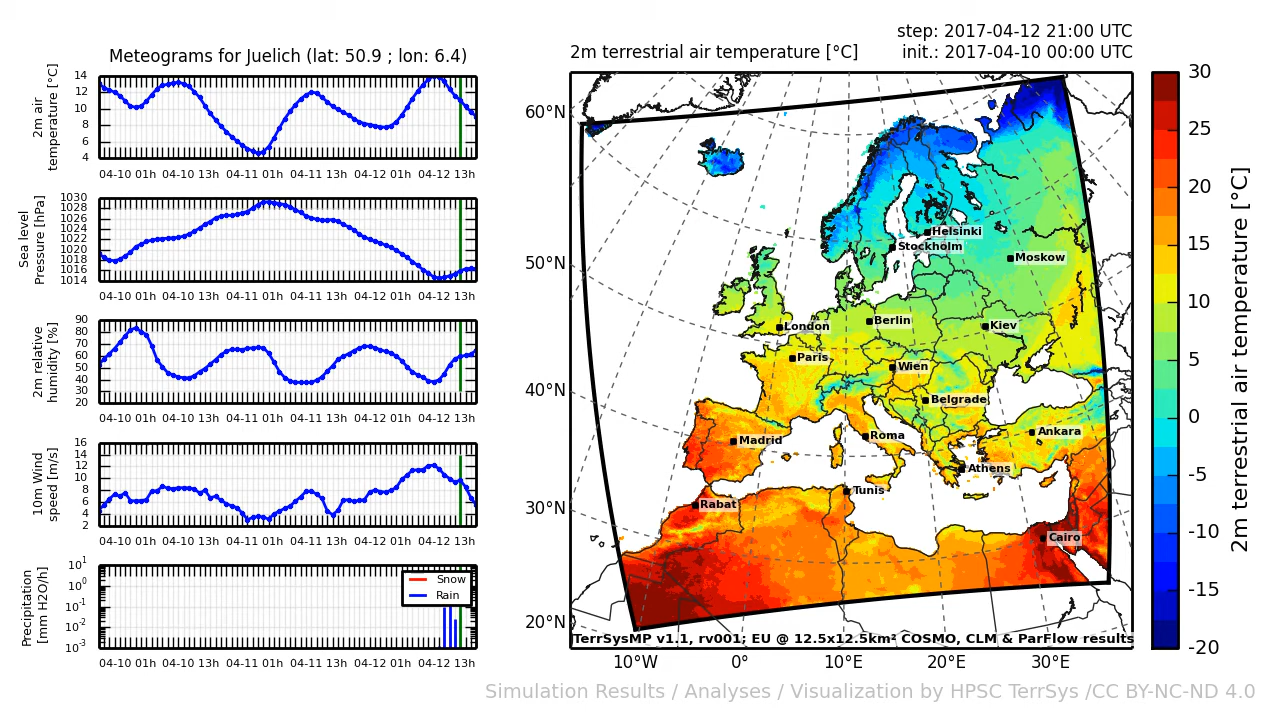 step: 2017-04-12 21:00 UTC
2m terrestrial air temperature [°C] init.: 2017-04-10 00:00 UTC
Meteograms for Juelich (lat: 50.9 ; lon: 6.4)
2m air
temperature [°C]
14
12
10
8
6
4
04-10 01h 04-10 13h 04-11 01h 04-11 13h 04-12 01h 04-12 13h
Sea level
Pressure [hPa]
1030
1028
1026
1024
1022
1020
1018
1016
1014
04-10 01h 04-10 13h 04-11 01h 04-11 13h 04-12 01h 04-12 13h
2m relative
humidity [%]
90
80
70
60
50
40
30
20
04-10 01h 04-10 13h 04-11 01h 04-11 13h 04-12 01h 04-12 13h
10m Wind
speed [m/s]
16
14
12
10
8
6
4
2
04-10 01h 04-10 13h 04-11 01h 04-11 13h 04-12 01h 04-12 13h
Precipitation
[mm H2O/h]
10¹
10⁰
10⁻¹
10⁻²
10⁻³
Snow
Rain
04-10 01h 04-10 13h 04-11 01h 04-11 13h 04-12 01h 04-12 13h
60°N
50°N
40°N
30°N
20°N
Helsinki
Stockholm
Moskow
London
Berlin
Kiev
Paris
Wien
Belgrade
Madrid
Roma
Ankara
Athens
Tunis
Rabat
Cairo
TerrSysMP v1.1, rv001; EU @ 12.5x12.5km² COSMO, CLM & ParFlow results
10°W 0° 10°E 20°E 30°E
30
25
20
15
10
5
0
-5
-10
-15
-20
2m terrestrial air temperature [°C]
Simulation Results / Analyses / Visualization by HPSC TerrSys /CC BY-NC-ND 4.0